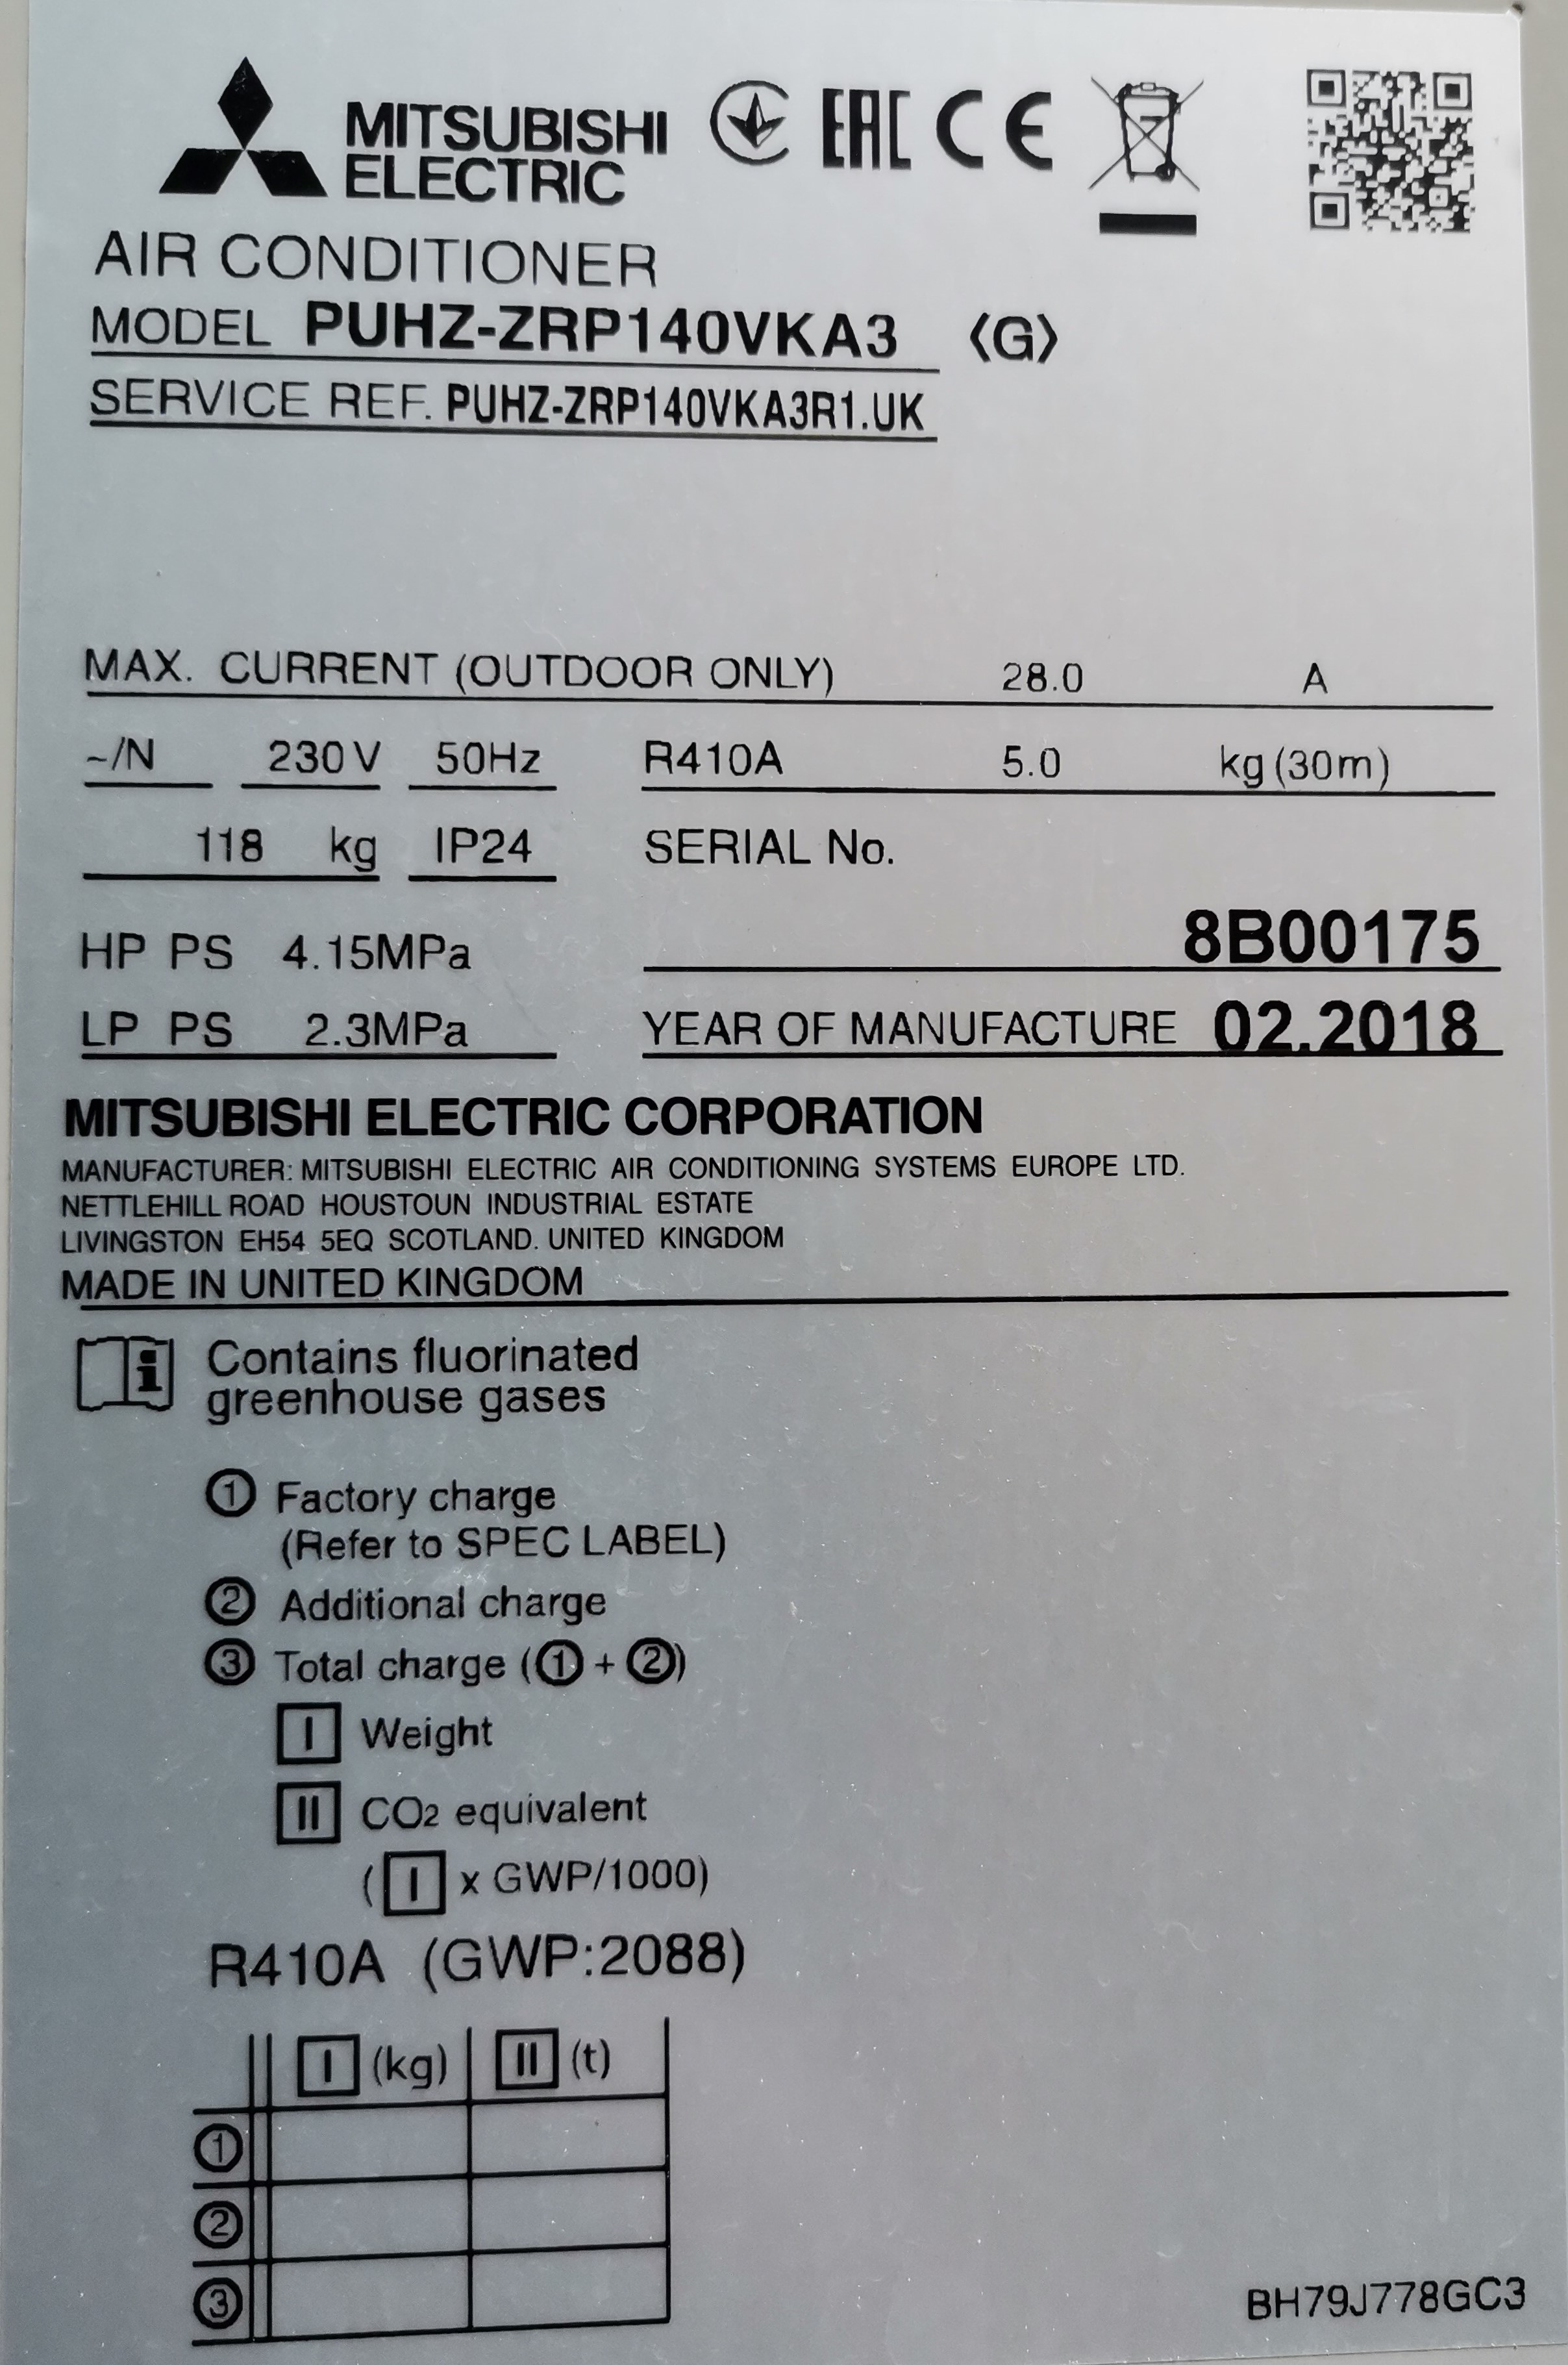 MITSUBISHI
ELECTRIC
EAC CE
AIR CONDITIONER
MODEL PUHZ-ZRP140VKA3 〈G〉
SERVICE REF. PUHZ-ZRP140VKA3R1.UK
MAX. CURRENT (OUTDOOR ONLY) 28.0 A
~/N 230V 50Hz R410A 5.0 kg (30m)
118 kg IP24 SERIAL No.
8B00175
HP PS 4.15MPa
LP PS 2.3MPa YEAR OF MANUFACTURE 02.2018
MITSUBISHI ELECTRIC CORPORATION
MANUFACTURER: MITSUBISHI ELECTRIC AIR CONDITIONING SYSTEMS EUROPE LTD.
NETTLEHILL ROAD HOUSTOUN INDUSTRIAL ESTATE
LIVINGSTON EH54 5EQ SCOTLAND. UNITED KINGDOM
MADE IN UNITED KINGDOM
i Contains fluorinated
greenhouse gases
① Factory charge
(Refer to SPEC LABEL)
② Additional charge
③ Total charge (① + ②)
I Weight
II CO2 equivalent
( I x GWP/1000)
R410A (GWP:2088)
I (kg) II (t)
①
②
③
BH79J778GC3